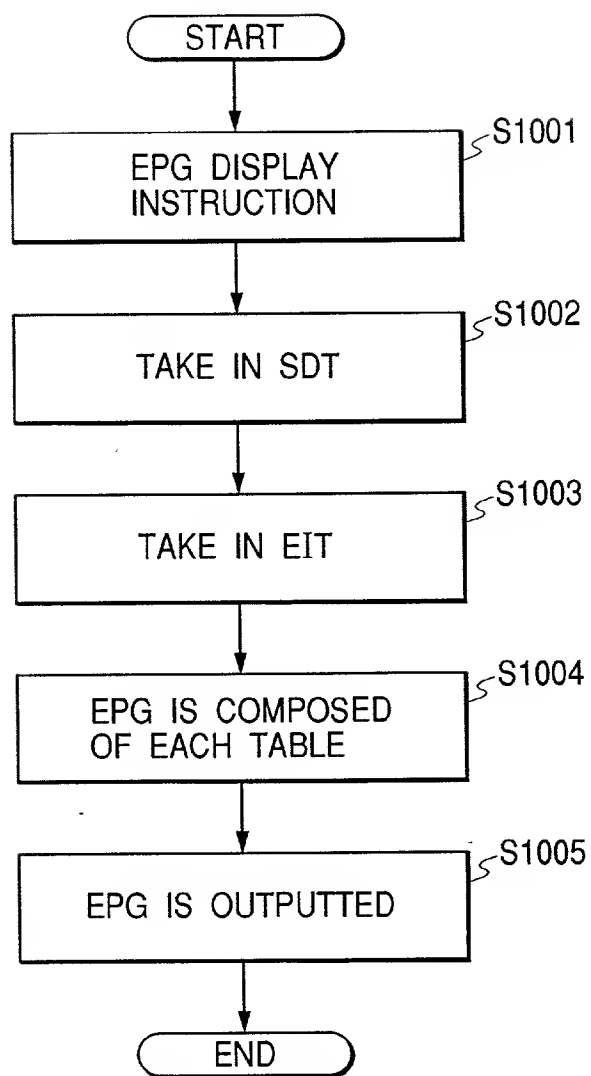 START
S1001
EPG DISPLAY
INSTRUCTION
S1002
TAKE IN SDT
S1003
TAKE IN EIT
S1004
EPG IS COMPOSED
OF EACH TABLE
S1005
EPG IS OUTPUTTED
END